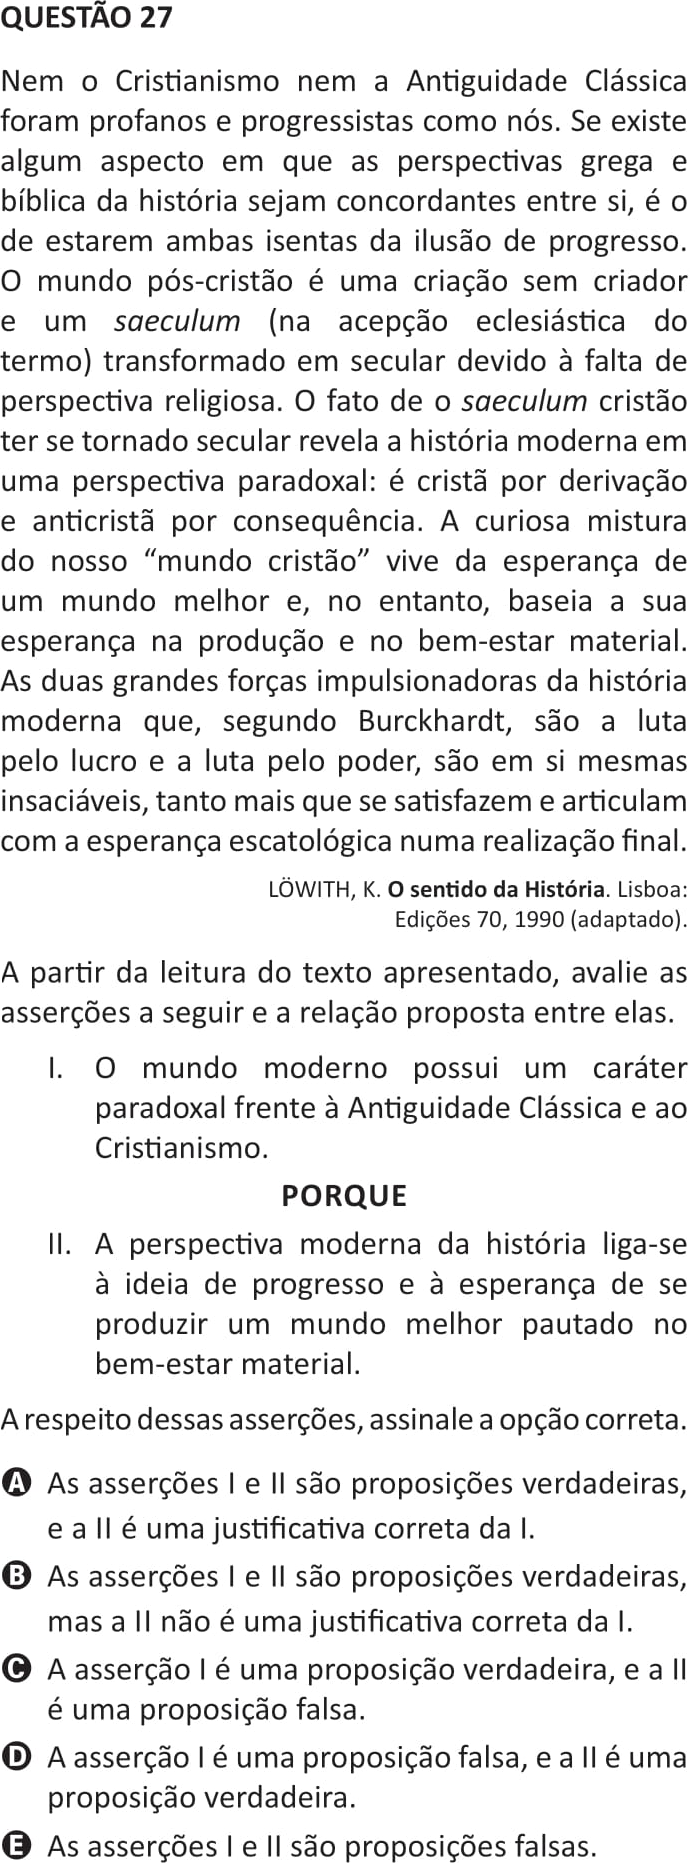 QUESTÃO 27
Nem o Cristianismo nem a Antiguidade Clássica
foram profanos e progressistas como nós. Se existe
algum aspecto em que as perspectivas grega e
bíblica da história sejam concordantes entre si, é o
de estarem ambas isentas da ilusão de progresso.
O mundo pós-cristão é uma criação sem criador
e um saeculum (na acepção eclesiástica do
termo) transformado em secular devido à falta de
perspectiva religiosa. O fato de o saeculum cristão
ter se tornado secular revela a história moderna em
uma perspectiva paradoxal: é cristã por derivação
e anticristã por consequência. A curiosa mistura
do nosso “mundo cristão” vive da esperança de
um mundo melhor e, no entanto, baseia a sua
esperança na produção e no bem-estar material.
As duas grandes forças impulsionadoras da história
moderna que, segundo Burckhardt, são a luta
pelo lucro e a luta pelo poder, são em si mesmas
insaciáveis, tanto mais que se satisfazem e articulam
com a esperança escatológica numa realização final.
LÖWITH, K. O sentido da História. Lisboa:
Edições 70, 1990 (adaptado).
A partir da leitura do texto apresentado, avalie as
asserções a seguir e a relação proposta entre elas.
I. O mundo moderno possui um caráter
paradoxal frente à Antiguidade Clássica e ao
Cristianismo.
PORQUE
II. A perspectiva moderna da história liga-se
à ideia de progresso e à esperança de se
produzir um mundo melhor pautado no
bem-estar material.
A respeito dessas asserções, assinale a opção correta.
A As asserções I e II são proposições verdadeiras,
e a II é uma justificativa correta da I.
B As asserções I e II são proposições verdadeiras,
mas a II não é uma justificativa correta da I.
C A asserção I é uma proposição verdadeira, e a II
é uma proposição falsa.
D A asserção I é uma proposição falsa, e a II é uma
proposição verdadeira.
E As asserções I e II são proposições falsas.